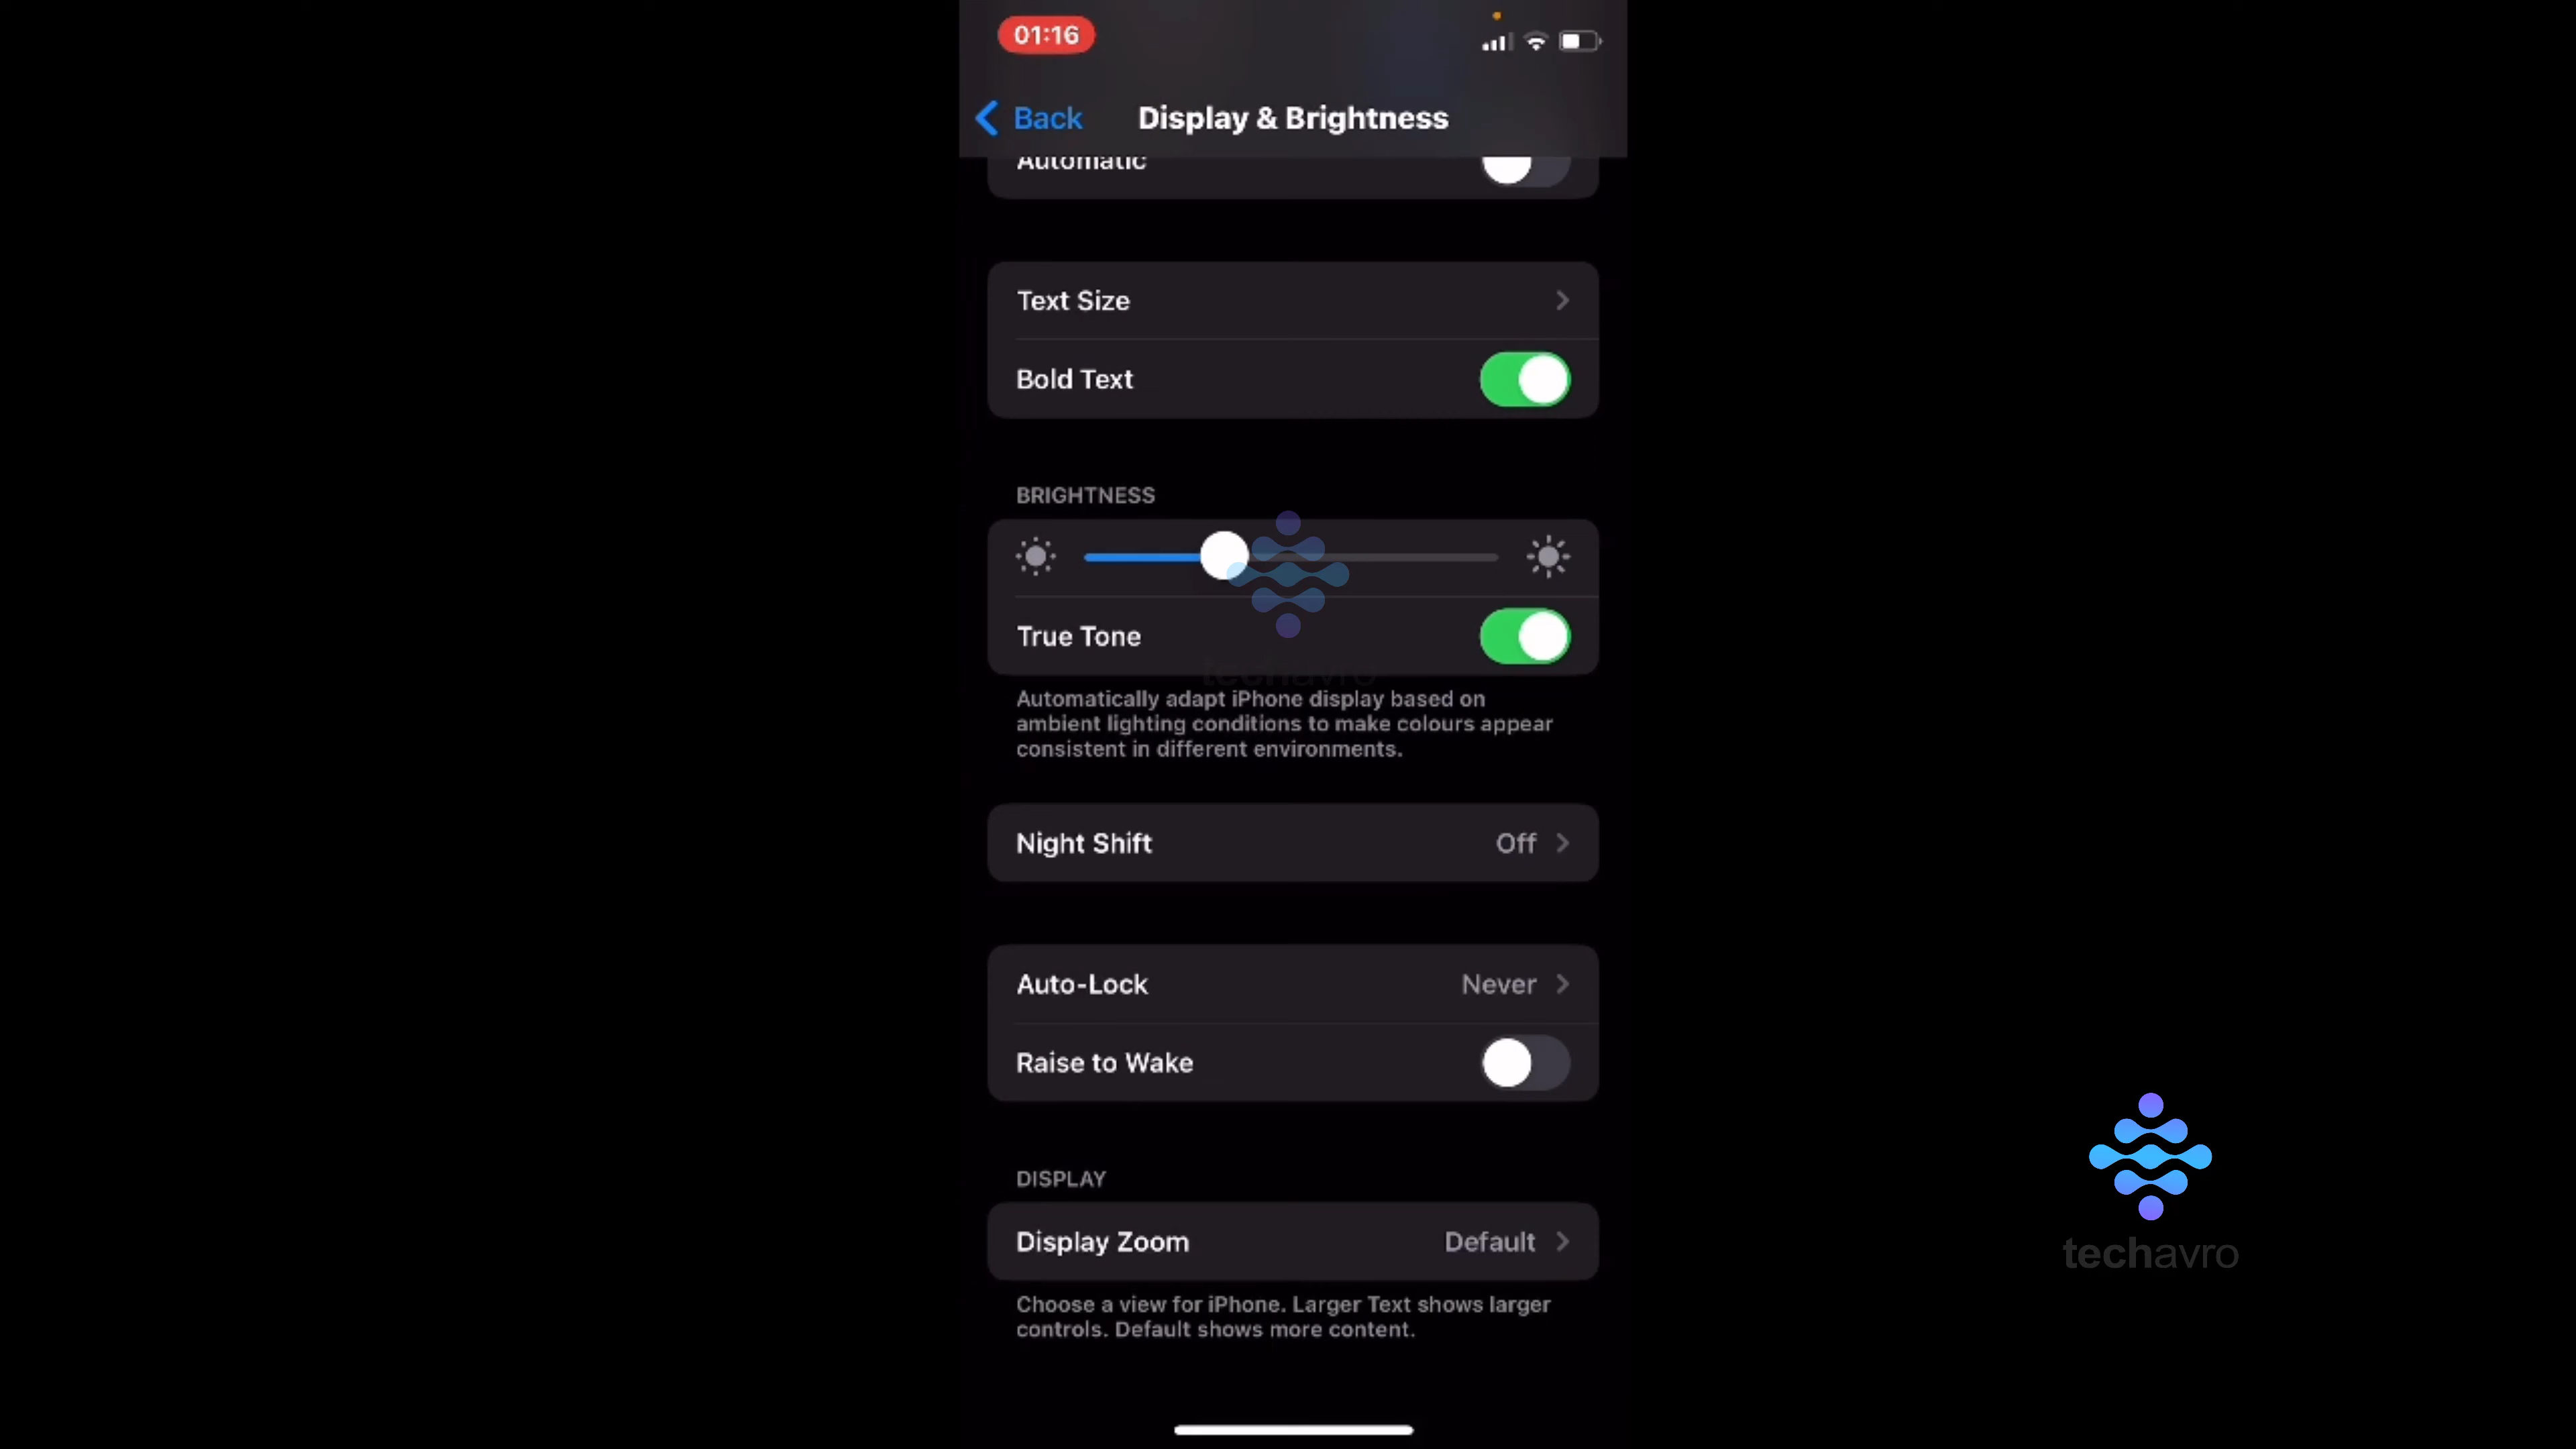 01:16
Back
Display & Brightness
Automatic
Text Size
Bold Text
BRIGHTNESS
True Tone
techavro
Automatically adapt iPhone display based on
ambient lighting conditions to make colours appear
consistent in different environments.
Night Shift
Off
Auto-Lock
Never
Raise to Wake
DISPLAY
Display Zoom
Default
techavro
Choose a view for iPhone. Larger Text shows larger
controls. Default shows more content.